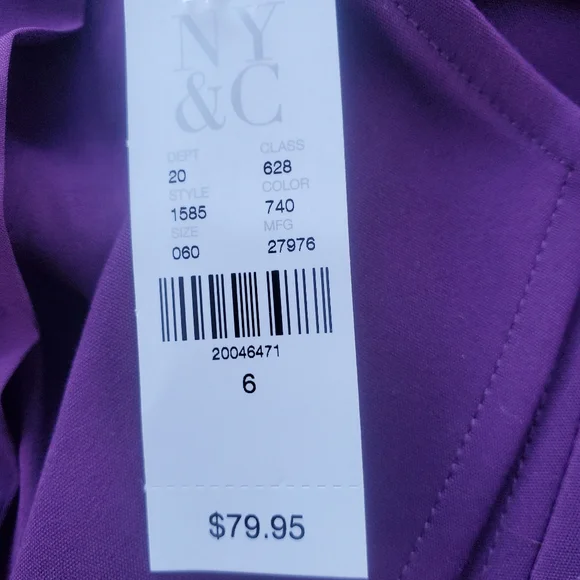 NY
&C
DEPT CLASS
20 628
STYLE COLOR
1585 740
SIZE MFG
060 27976
20046471
6
$79.95